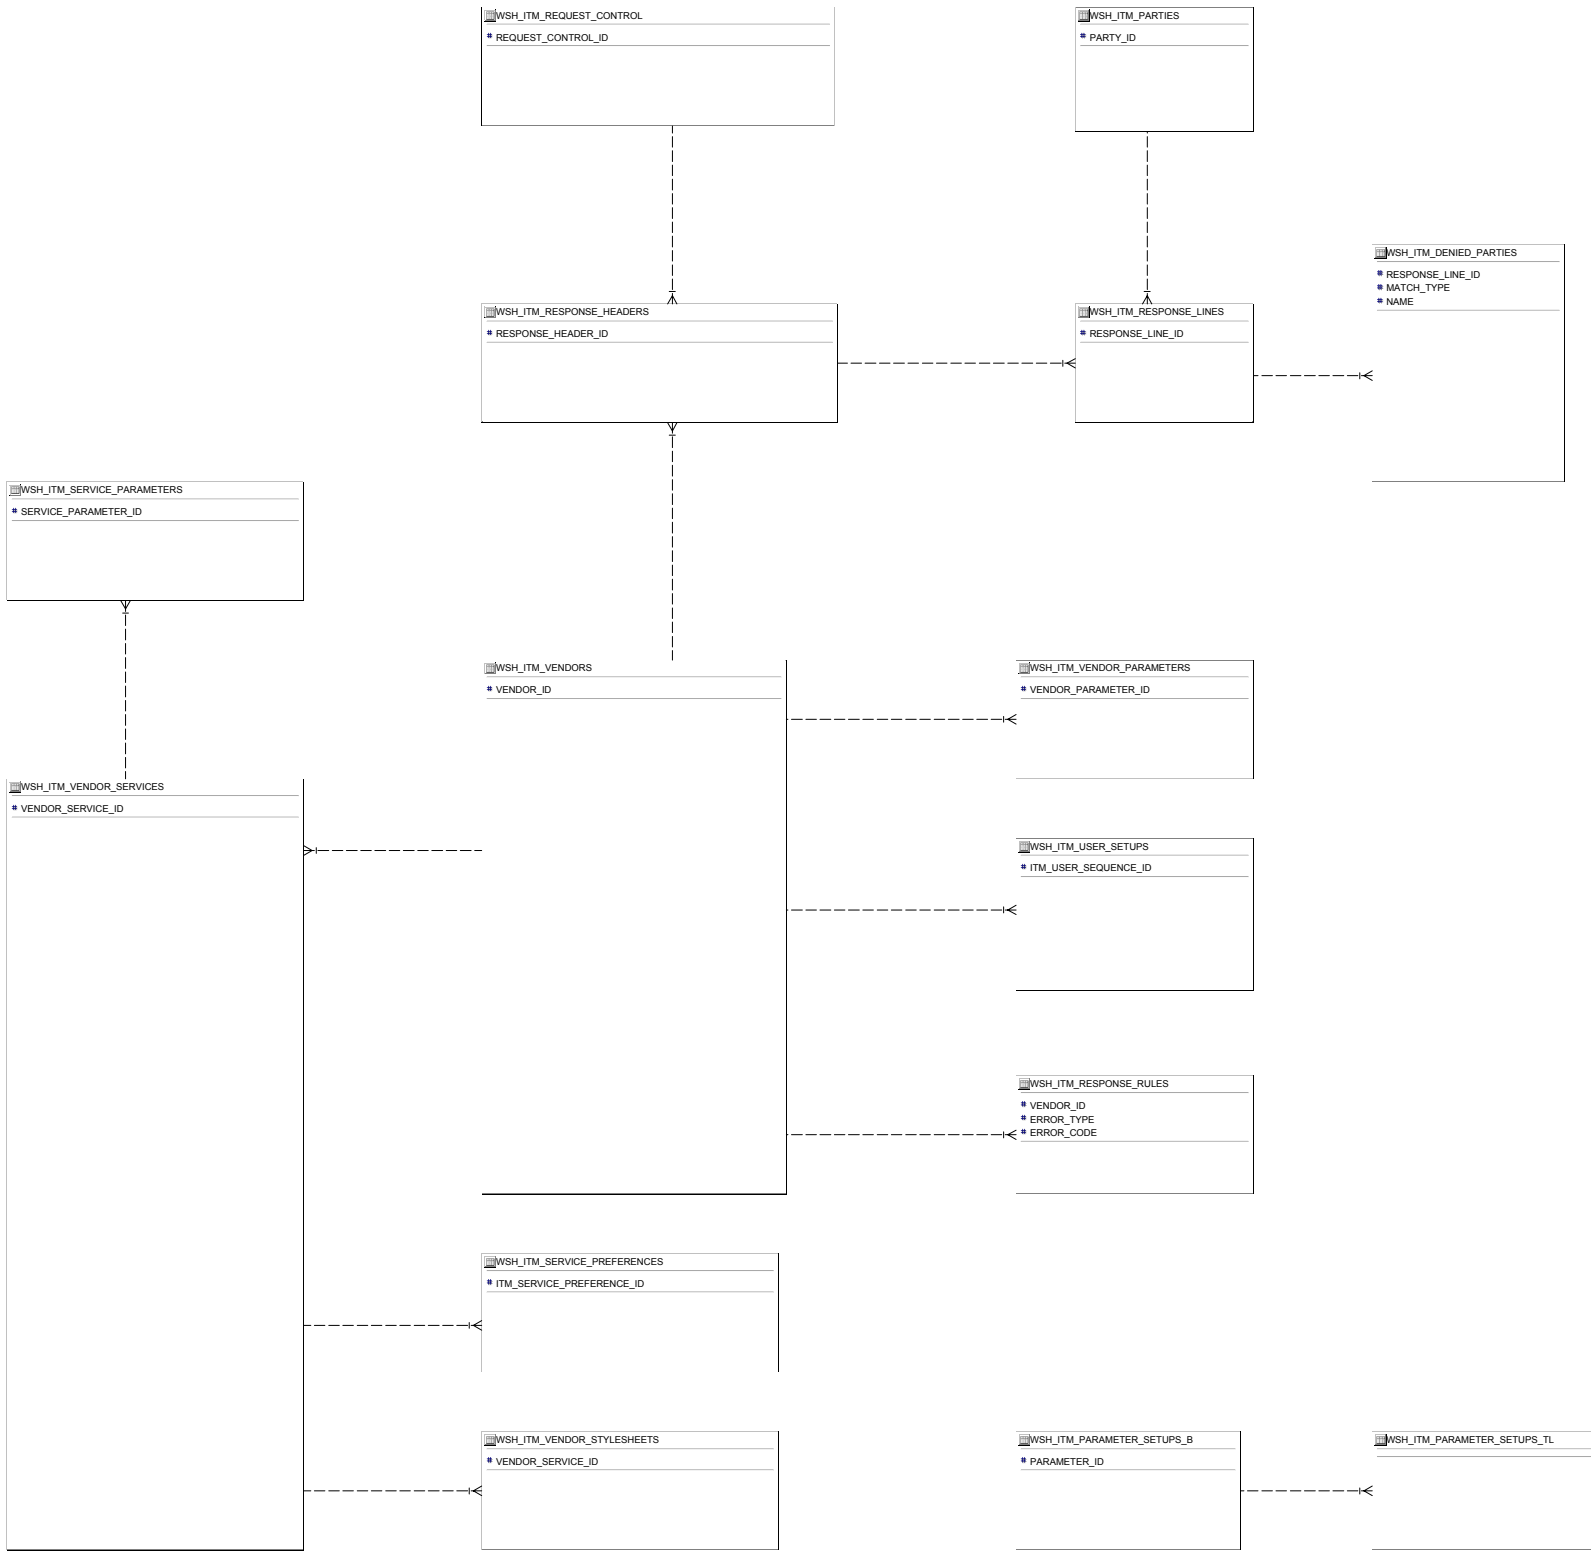 WSH_ITM_REQUEST_CONTROL
# REQUEST_CONTROL_ID
WSH_ITM_PARTIES
# PARTY_ID
WSH_ITM_DENIED_PARTIES
# RESPONSE_LINE_ID
# MATCH_TYPE
# NAME
WSH_ITM_RESPONSE_HEADERS
# RESPONSE_HEADER_ID
WSH_ITM_RESPONSE_LINES
# RESPONSE_LINE_ID
WSH_ITM_SERVICE_PARAMETERS
# SERVICE_PARAMETER_ID
WSH_ITM_VENDORS
# VENDOR_ID
WSH_ITM_VENDOR_PARAMETERS
# VENDOR_PARAMETER_ID
WSH_ITM_VENDOR_SERVICES
# VENDOR_SERVICE_ID
WSH_ITM_USER_SETUPS
# ITM_USER_SEQUENCE_ID
WSH_ITM_RESPONSE_RULES
# VENDOR_ID
# ERROR_TYPE
# ERROR_CODE
WSH_ITM_SERVICE_PREFERENCES
# ITM_SERVICE_PREFERENCE_ID
WSH_ITM_VENDOR_STYLESHEETS
# VENDOR_SERVICE_ID
WSH_ITM_PARAMETER_SETUPS_B
# PARAMETER_ID
WSH_ITM_PARAMETER_SETUPS_TL